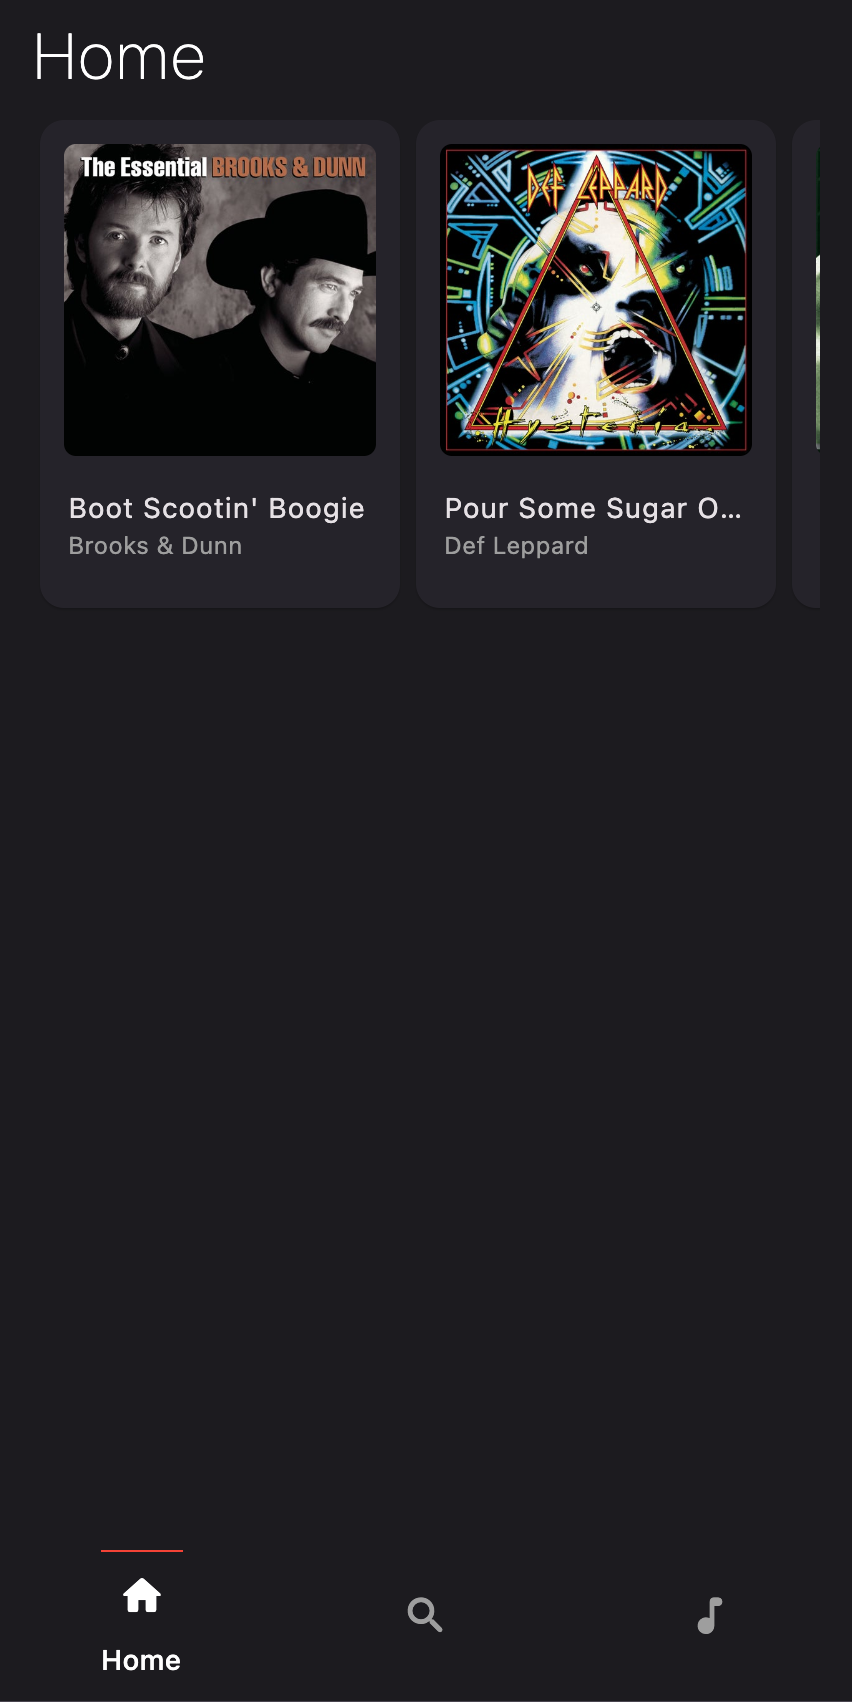 Home
The Essential BROOKS & DUNN
DEF LEPPARD
Hysteria
Boot Scootin' Boogie
Pour Some Sugar O...
Brooks & Dunn
Def Leppard
Home